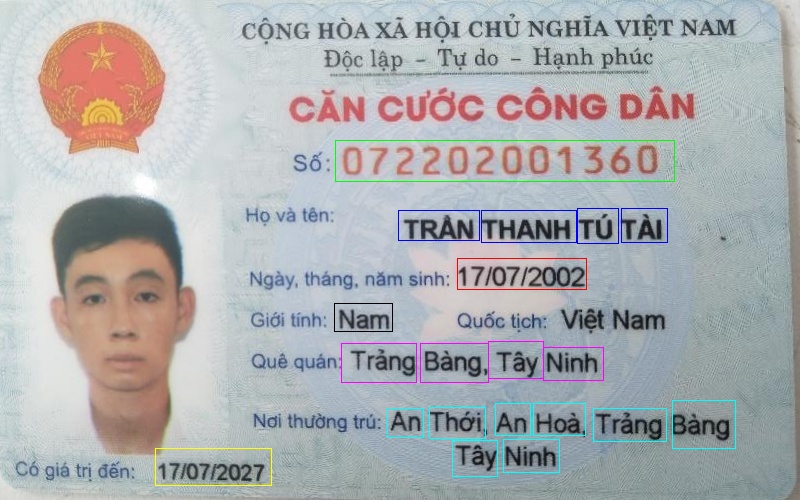 CỘNG HÒA XÃ HỘI CHỦ NGHĨA VIỆT NAM
Độc lập - Tự do - Hạnh phúc
CĂN CƯỚC CÔNG DÂN
Số: 072202001360
Họ và tên:
TRẦN THANH TÚ TÀI
Ngày, tháng, năm sinh: 17/07/2002
Giới tính: Nam Quốc tịch: Việt Nam
Quê quán: Trảng Bàng, Tây Ninh
Nơi thường trú: An Thới, An Hoà, Trảng Bàng
Tây Ninh
Có giá trị đến: 17/07/2027